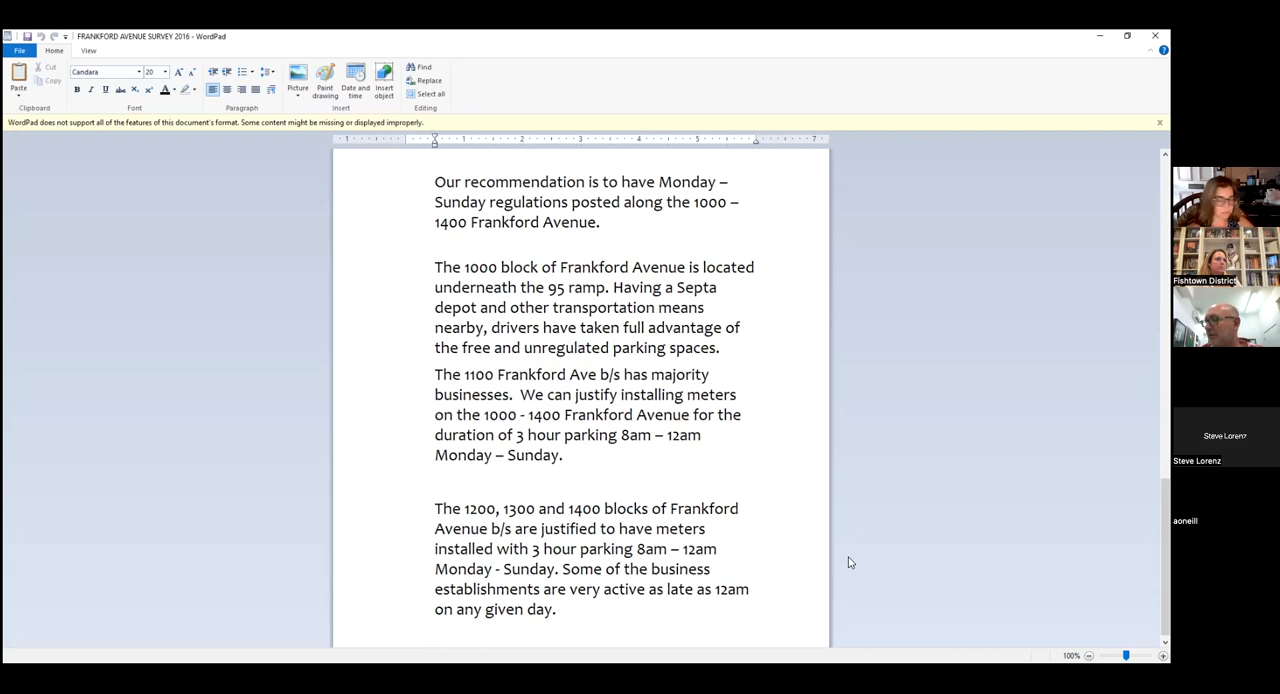 FRANKFORD AVENUE SURVEY 2016 - WordPad
File
Home
View
Paste
Cut
Copy
Clipboard
Candara
20
Font
Paragraph
Picture
Paint drawing
Date and time
Insert object
Insert
Find
Replace
Select all
Editing
WordPad does not support all of the features of this document's format. Some content might be missing or displayed improperly.
1 1 2 3 4 5 7
Our recommendation is to have Monday –
Sunday regulations posted along the 1000 –
1400 Frankford Avenue.
The 1000 block of Frankford Avenue is located
underneath the 95 ramp. Having a Septa
depot and other transportation means
nearby, drivers have taken full advantage of
the free and unregulated parking spaces.
The 1100 Frankford Ave b/s has majority
businesses.  We can justify installing meters
on the 1000 - 1400 Frankford Avenue for the
duration of 3 hour parking 8am – 12am
Monday – Sunday.
The 1200, 1300 and 1400 blocks of Frankford
Avenue b/s are justified to have meters
installed with 3 hour parking 8am – 12am
Monday - Sunday. Some of the business
establishments are very active as late as 12am
on any given day.
100%
Fishtown District
Steve Lorenz
Steve Lorenz
aoneill